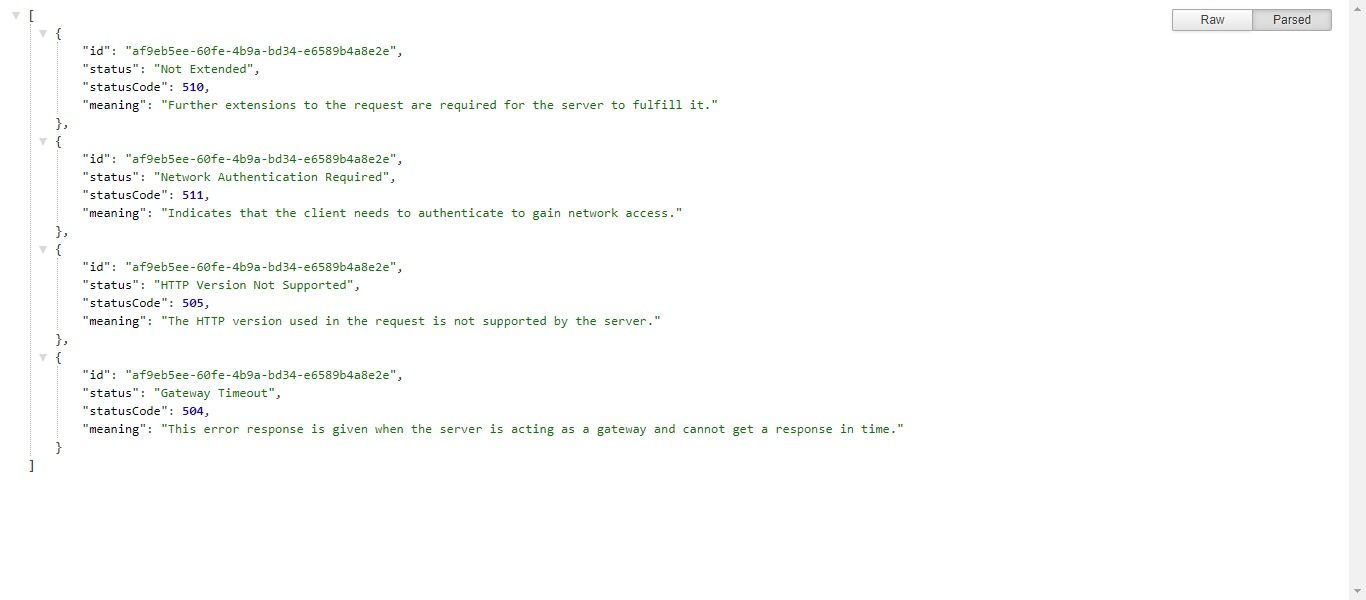 [
Raw Parsed
{
"id": "af9eb5ee-60fe-4b9a-bd34-e6589b4a8e2e",
"status": "Not Extended",
"statusCode": 510,
"meaning": "Further extensions to the request are required for the server to fulfill it."
},
{
"id": "af9eb5ee-60fe-4b9a-bd34-e6589b4a8e2e",
"status": "Network Authentication Required",
"statusCode": 511,
"meaning": "Indicates that the client needs to authenticate to gain network access."
},
{
"id": "af9eb5ee-60fe-4b9a-bd34-e6589b4a8e2e",
"status": "HTTP Version Not Supported",
"statusCode": 505,
"meaning": "The HTTP version used in the request is not supported by the server."
},
{
"id": "af9eb5ee-60fe-4b9a-bd34-e6589b4a8e2e",
"status": "Gateway Timeout",
"statusCode": 504,
"meaning": "This error response is given when the server is acting as a gateway and cannot get a response in time."
}
]